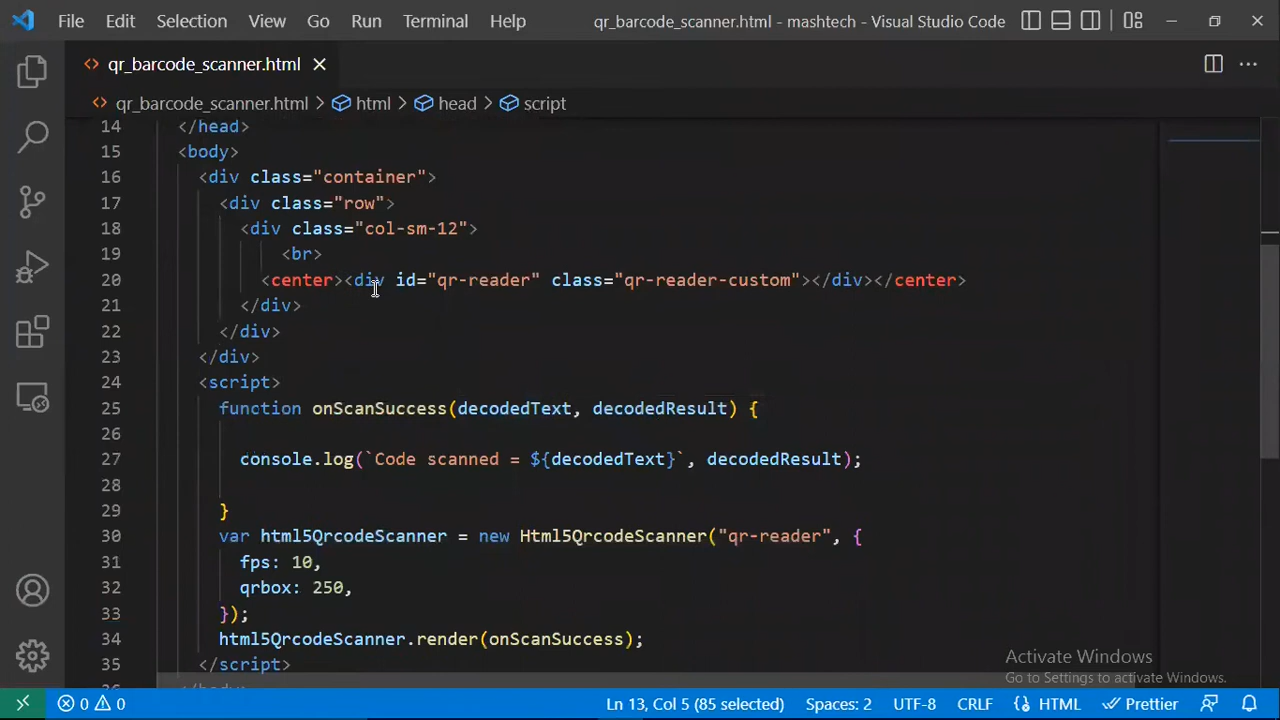 File Edit Selection View Go Run Terminal Help qr_barcode_scanner.html - mashtech - Visual Studio Code
qr_barcode_scanner.html
qr_barcode_scanner.html > html > head > script
14 </head>
15 <body>
16 <div class="container">
17 <div class="row">
18 <div class="col-sm-12">
19 <br>
20 <center><div id="qr-reader" class="qr-reader-custom"></div></center>
21 </div>
22 </div>
23 </div>
24 <script>
25 function onScanSuccess(decodedText, decodedResult) {
26
27 console.log(`Code scanned = ${decodedText}`, decodedResult);
28
29 }
30 var html5QrcodeScanner = new Html5QrcodeScanner("qr-reader", {
31 fps: 10,
32 qrbox: 250,
33 });
34 html5QrcodeScanner.render(onScanSuccess);
35 </script>
Activate Windows
Go to Settings to activate Windows.
0 0 Ln 13, Col 5 (85 selected) Spaces: 2 UTF-8 CRLF HTML Prettier